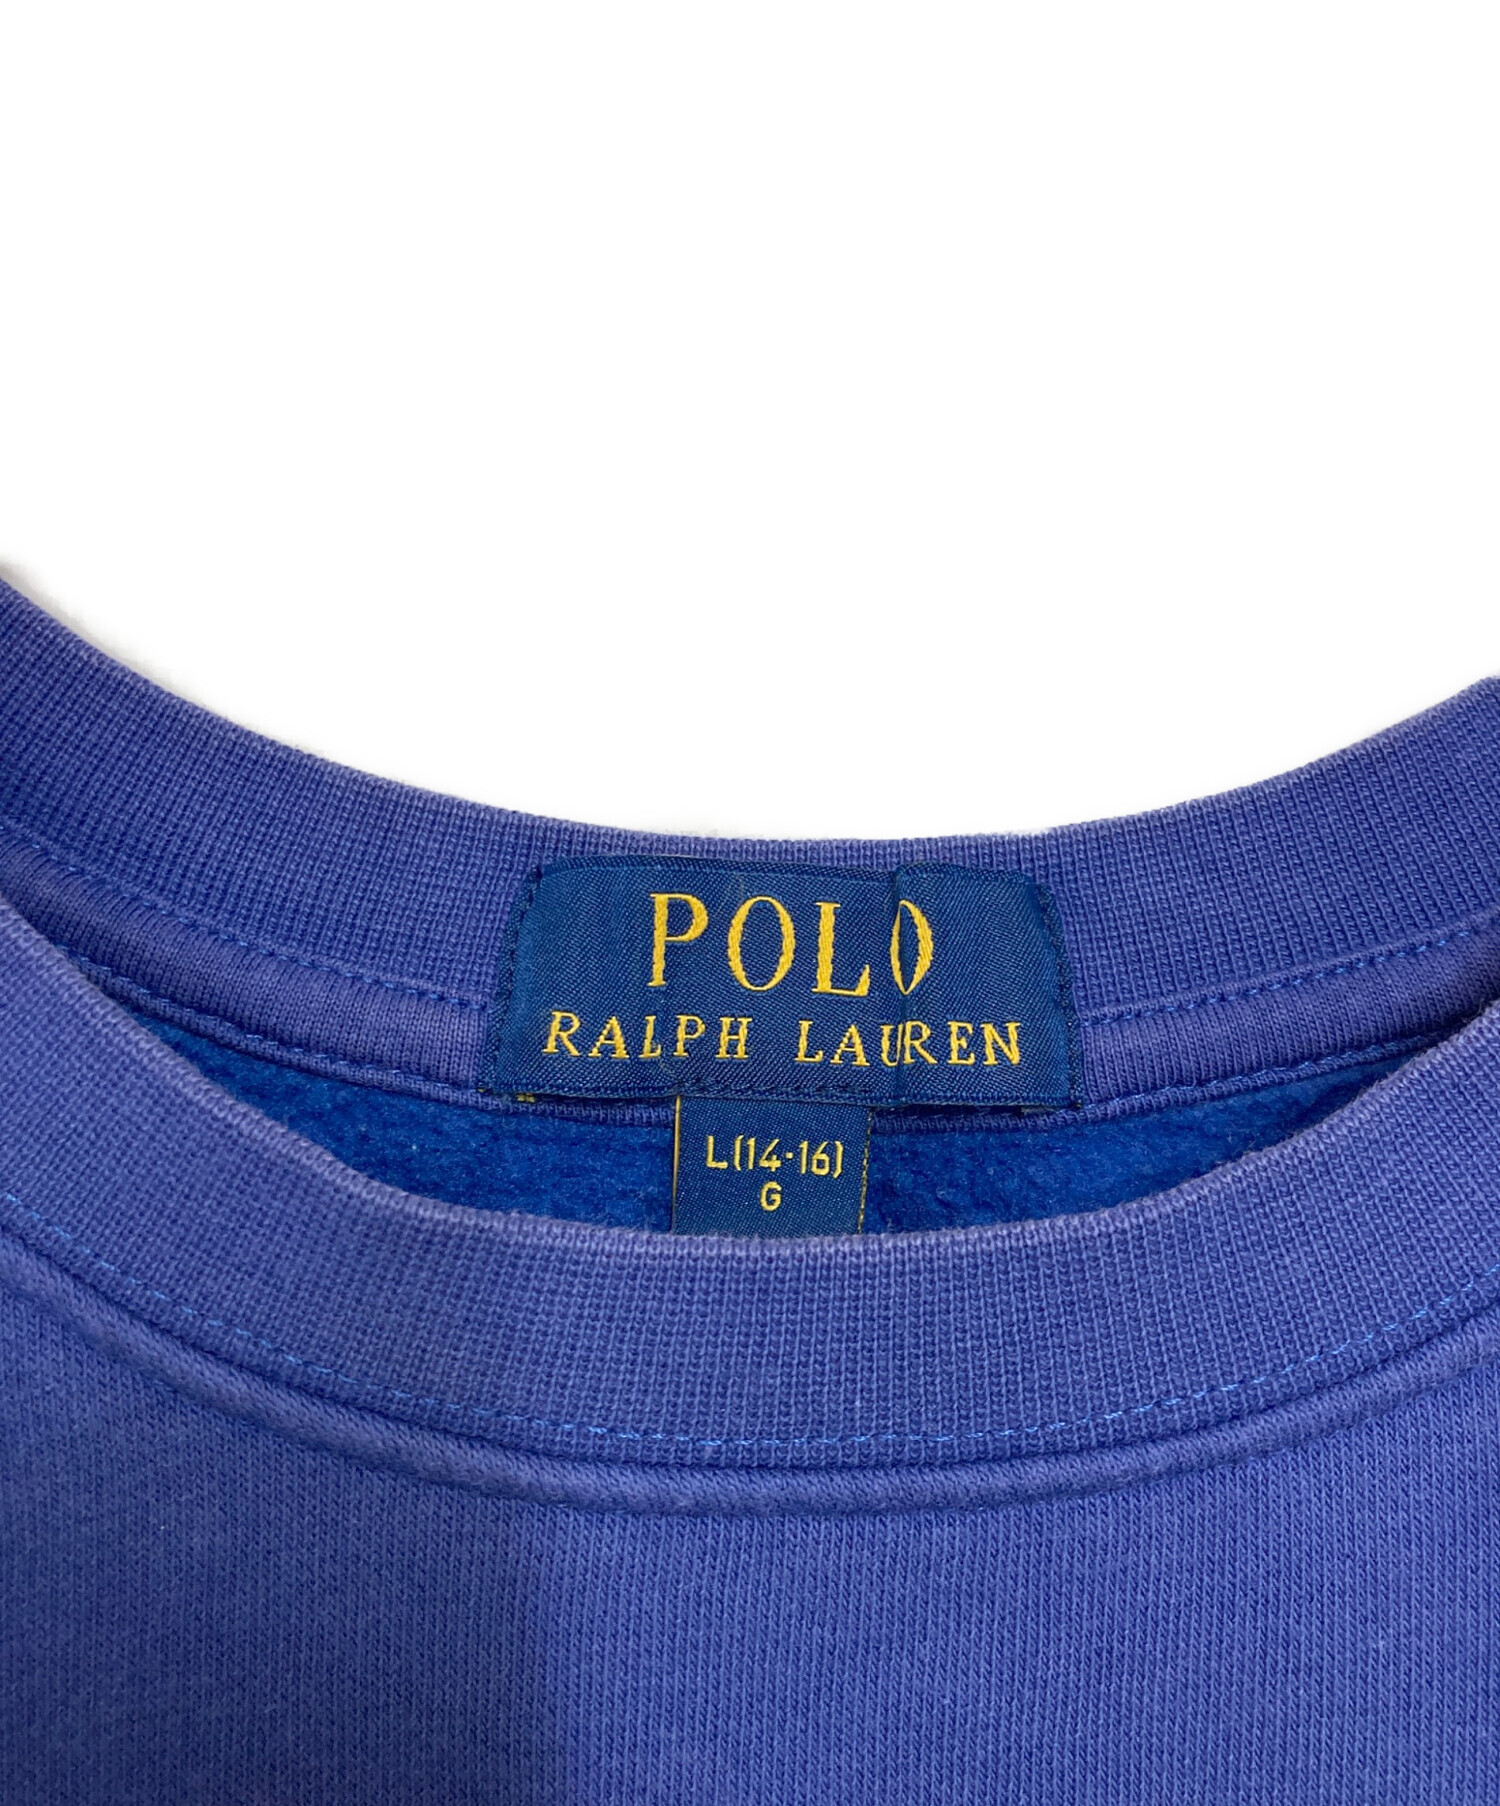 POLO
RALPH LAUREN
L(14-16)
G